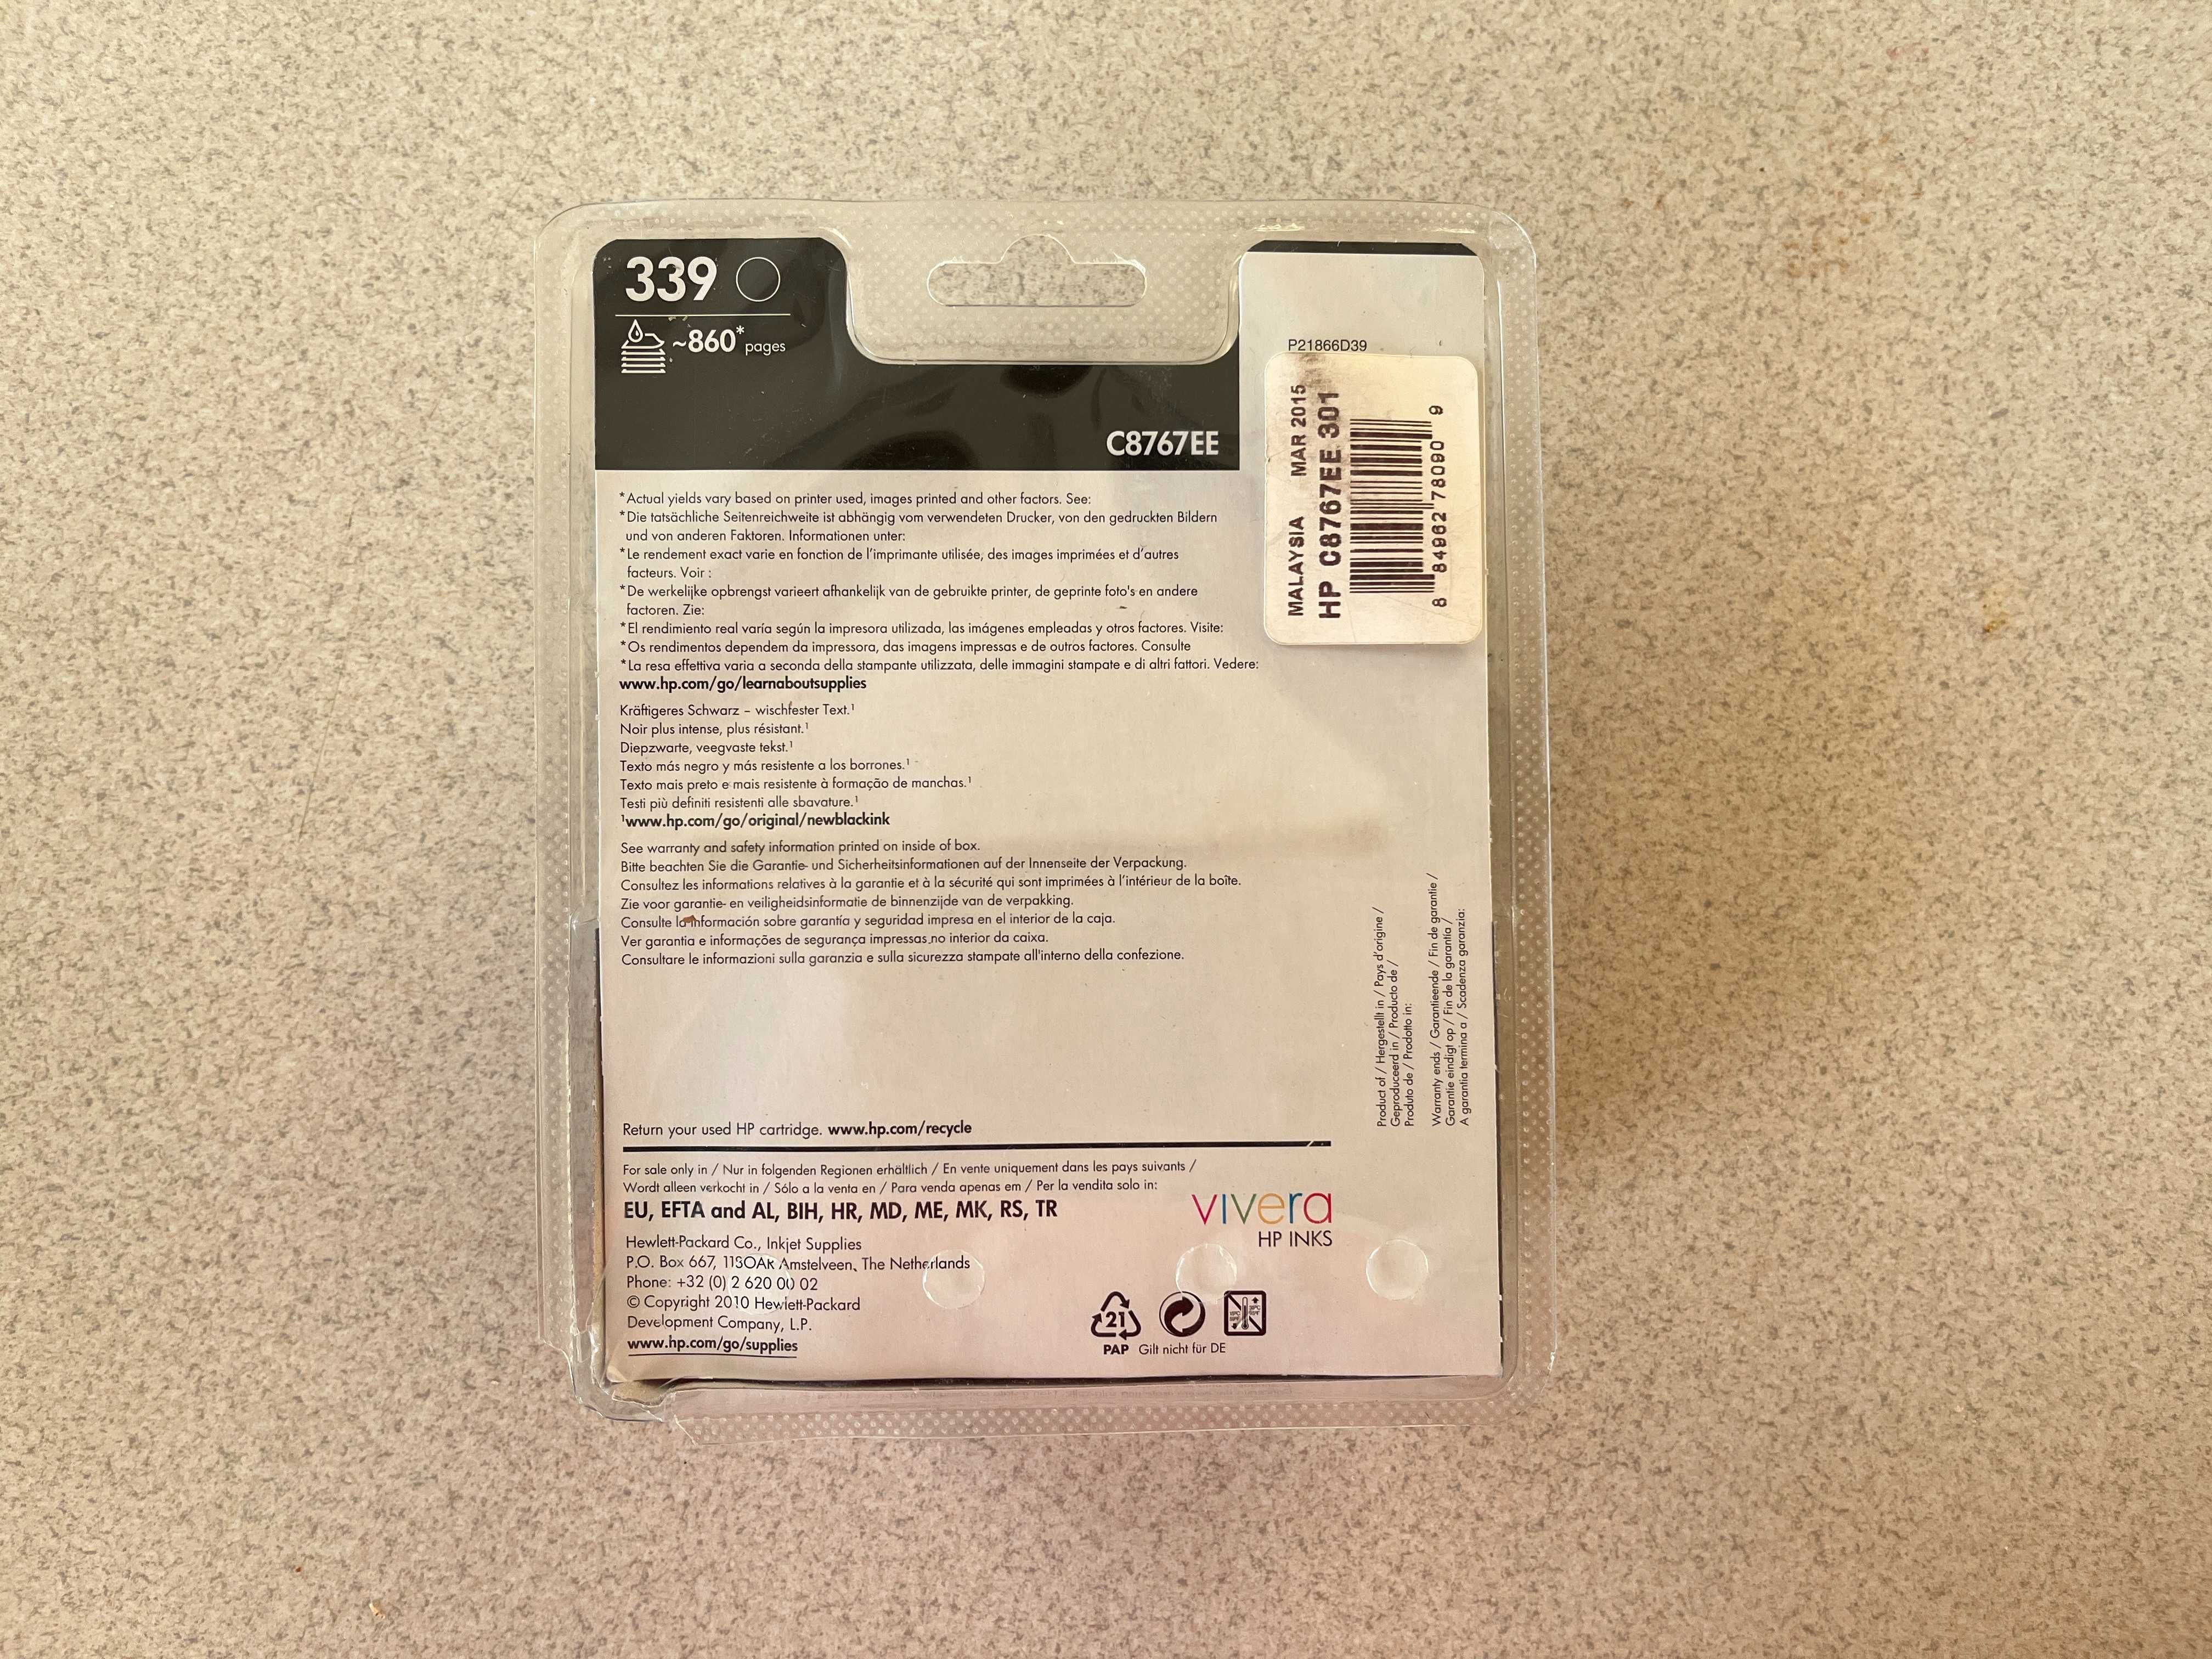 339
~860* pages
C8767EE
P21866D39
MALAYSIA MAR 2015
HP C8767EE 301
8 84962 78090 9
*Actual yields vary based on printer used, images printed and other factors. See:
*Die tatsächliche Seitenreichweite ist abhängig vom verwendeten Drucker, von den gedruckten Bildern
und von anderen Faktoren. Informationen unter:
*Le rendement exact varie en fonction de l'imprimante utilisée, des images imprimées et d'autres
facteurs. Voir :
*De werkelijke opbrengst varieert afhankelijk van de gebruikte printer, de geprinte foto's en andere
factoren. Zie:
*El rendimiento real varía según la impresora utilizada, las imágenes empleadas y otros factores. Visite:
*Os rendimentos dependem da impressora, das imagens impressas e de outros factores. Consulte
*La resa effettiva varia a seconda della stampante utilizzata, delle immagini stampate e di altri fattori. Vedere:
www.hp.com/go/learnaboutsupplies
Kräftigeres Schwarz – wischfester Text.¹
Noir plus intense, plus résistant.¹
Diepzwarte, veegvaste tekst.¹
Texto más negro y más resistente a los borrones.¹
Texto mais preto e mais resistente à formação de manchas.¹
Testi più definiti resistenti alle sbavature.¹
¹www.hp.com/go/original/newblackink
See warranty and safety information printed on inside of box.
Bitte beachten Sie die Garantie- und Sicherheitsinformationen auf der Innenseite der Verpackung.
Consultez les informations relatives à la garantie et à la sécurité qui sont imprimées à l'intérieur de la boîte.
Zie voor garantie- en veiligheidsinformatie de binnenzijde van de verpakking.
Consulte la información sobre garantía y seguridad impresa en el interior de la caja.
Ver garantia e informações de segurança impressas no interior da caixa.
Consultare le informazioni sulla garanzia e sulla sicurezza stampate all'interno della confezione.
Product of / Hergestellt in / Pays d'origine /
Geproduceerd in / Producto de /
Produto de / Prodotto in:
Warranty ends / Garantieende / Fin de garantie /
Garantie eindigt op / Fin de la garantía /
A garantia termina a / Scadenza garanzia:
Return your used HP cartridge. www.hp.com/recycle
For sale only in / Nur in folgenden Regionen erhältlich / En vente uniquement dans les pays suivants /
Wordt alleen verkocht in / Sólo a la venta en / Para venda apenas em / Per la vendita solo in:
EU, EFTA and AL, BIH, HR, MD, ME, MK, RS, TR
vivera
HP INKS
Hewlett-Packard Co., Inkjet Supplies
P.O. Box 667, Amstelveen, The Netherlands
Phone: +32 (0) 2 620 00 02
© Copyright 2010 Hewlett-Packard
Development Company, L.P.
www.hp.com/go/supplies
21
PAP Gilt nicht für DE